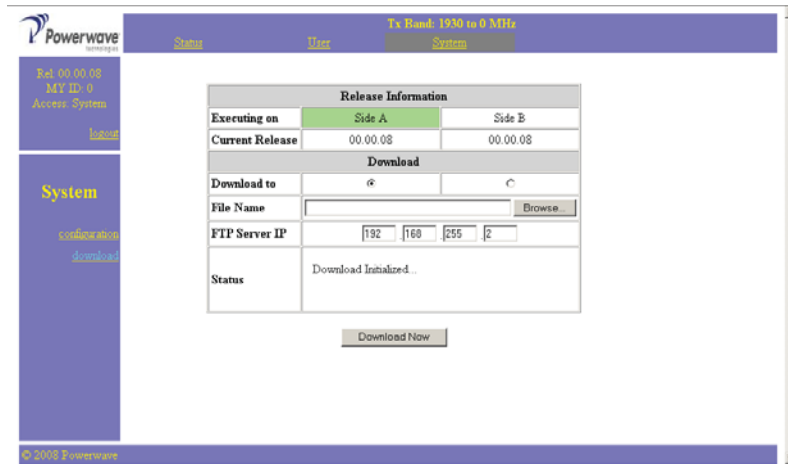 Powerwave
technologies
Tx Band: 1930 to 0 MHz
Status User System
Rel: 00.00.08
MY ID: 0
Access: System
logout
System
configuration
download
Release Information
Executing on Side A Side B
Current Release 00.00.08 00.00.08
Download
Download to
File Name Browse...
FTP Server IP 192 .168 .255 .2
Status Download Initialized...
Download Now
© 2008 Powerwave